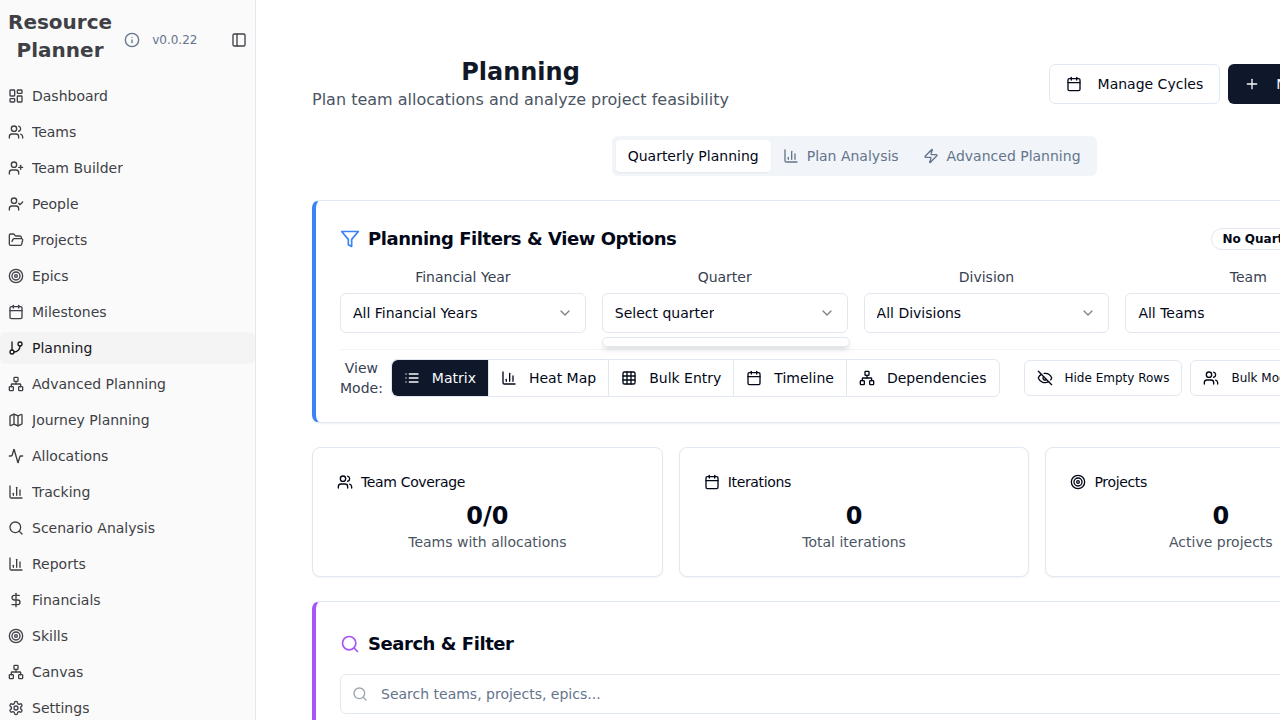 Resource
Planner
v0.0.22
Dashboard
Teams
Team Builder
People
Projects
Epics
Milestones
Planning
Advanced Planning
Journey Planning
Allocations
Tracking
Scenario Analysis
Reports
Financials
Skills
Canvas
Settings
Planning
Plan team allocations and analyze project feasibility
Manage Cycles
Quarterly Planning
Plan Analysis
Advanced Planning
Planning Filters & View Options
No Quart
Financial Year
Quarter
Division
Team
All Financial Years
Select quarter
All Divisions
All Teams
View
Mode:
Matrix
Heat Map
Bulk Entry
Timeline
Dependencies
Hide Empty Rows
Bulk Mo
Team Coverage
0/0
Teams with allocations
Iterations
0
Total iterations
Projects
0
Active projects
Search & Filter
Search teams, projects, epics...